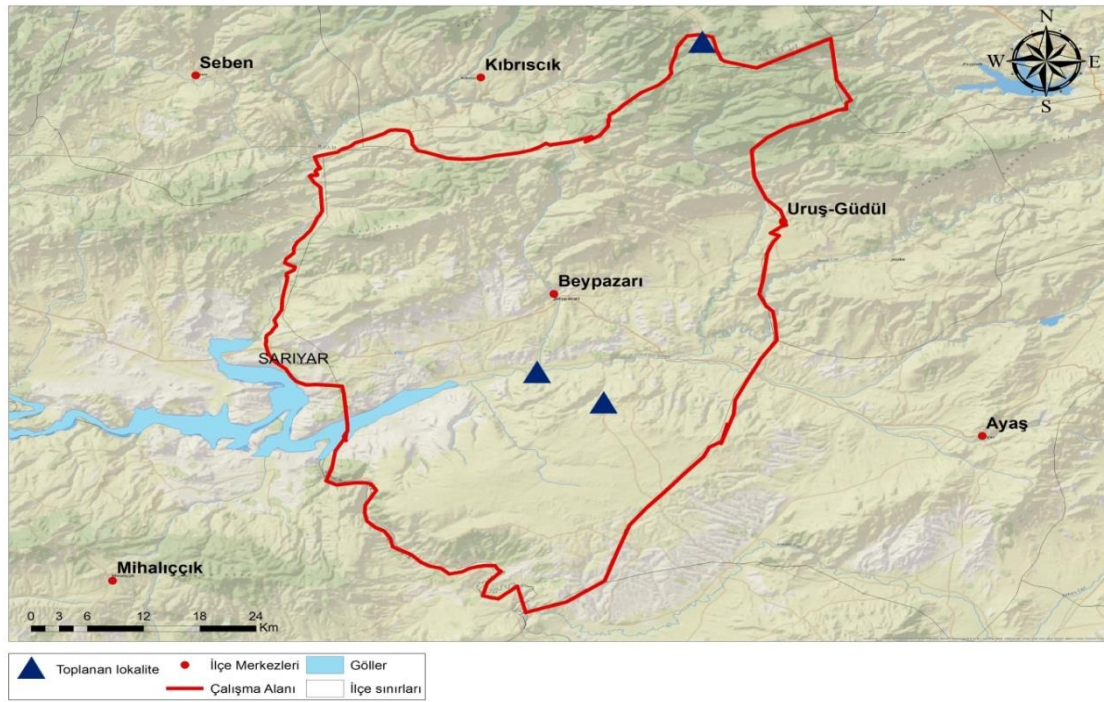 N
W E
S
Seben
Kıbrıscık
Uruş-Güdül
Beypazarı
SARIYAR
Ayaş
Mihalıççık
0 3 6 12 18 24
Km
Toplanan lokalite
İlçe Merkezleri
Göller
Çalışma Alanı
İlçe sınırları